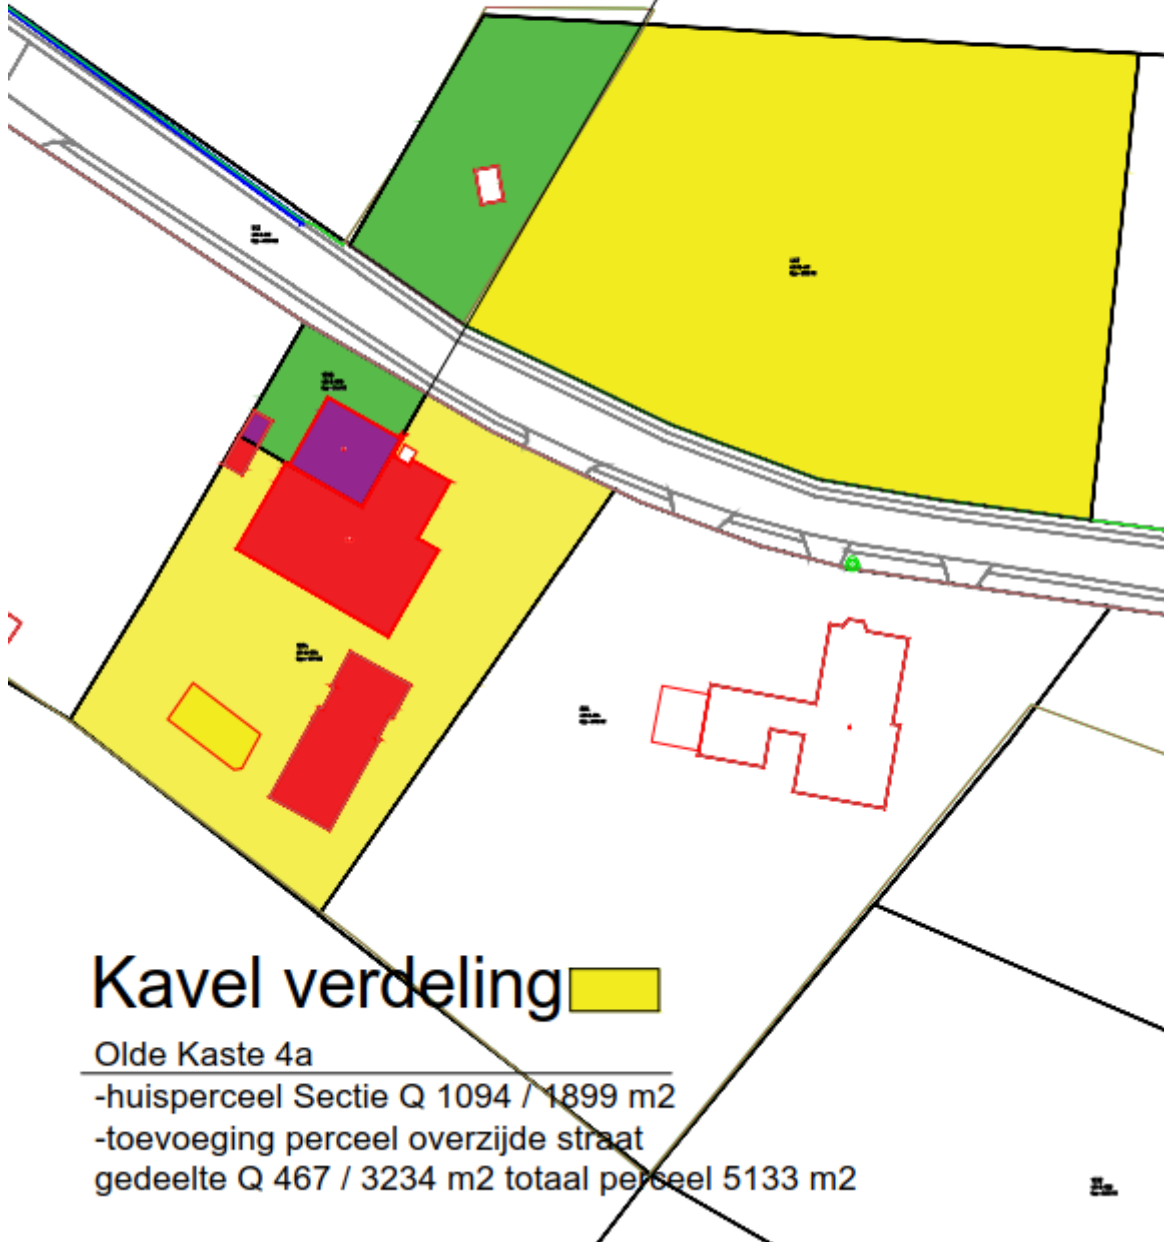 Kavel verdeling
Olde Kaste 4a
-huisperceel Sectie Q 1094 / 1899 m2
-toevoeging perceel overzijde straat
gedeelte Q 467 / 3234 m2 totaal perceel 5133 m2